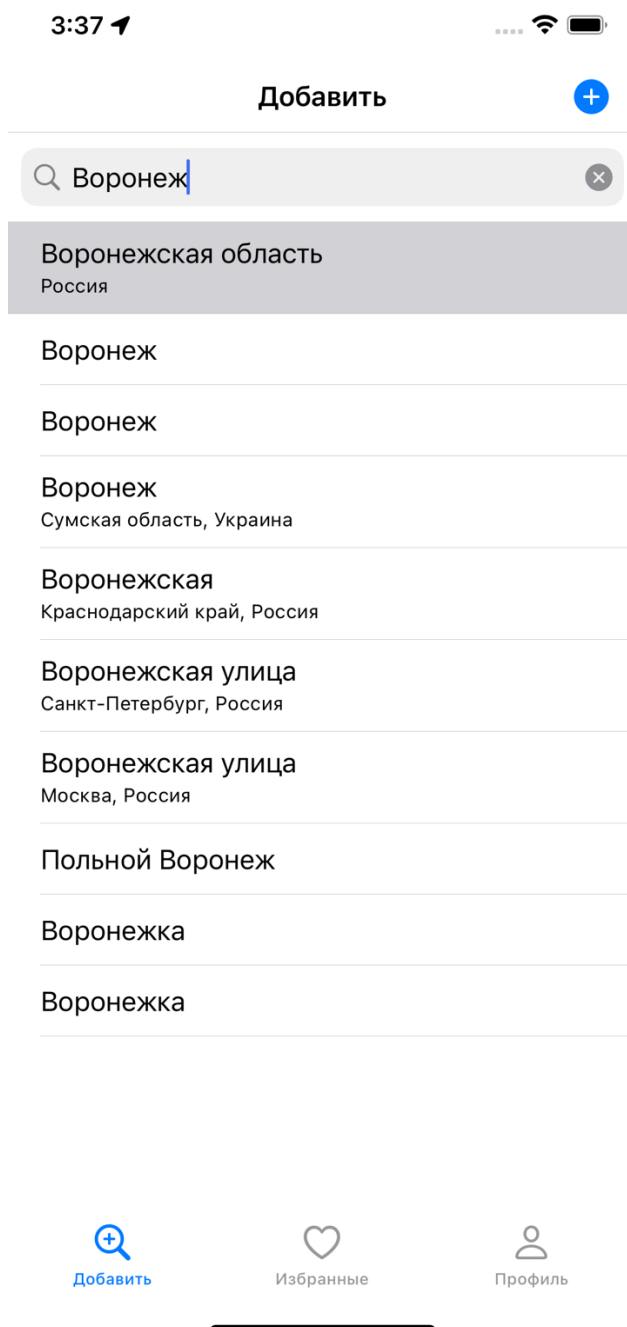 3:37
Добавить
Воронеж
Воронежская область
Россия
Воронеж
Воронеж
Воронеж
Сумская область, Украина
Воронежская
Краснодарский край, Россия
Воронежская улица
Санкт-Петербург, Россия
Воронежская улица
Москва, Россия
Польной Воронеж
Воронежка
Воронежка
Добавить
Избранные
Профиль